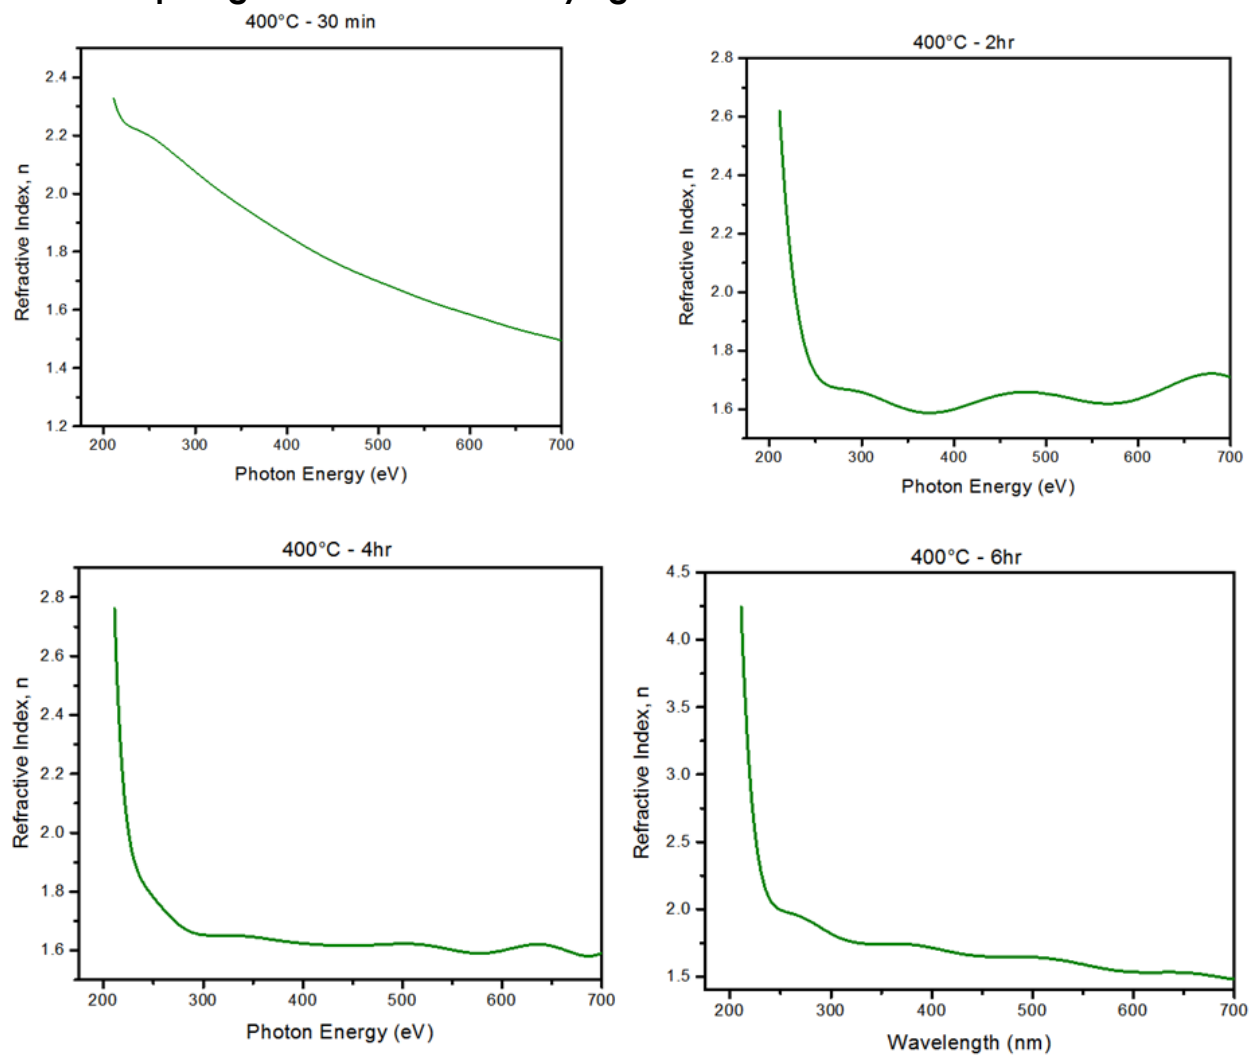 400°C - 30 min
2.4
2.2
2.0
1.8
1.6
1.4
1.2
200 300 400 500 600 700
Refractive Index, n
Photon Energy (eV)
400°C - 2hr
2.8
2.6
2.4
2.2
2.0
1.8
1.6
200 300 400 500 600 700
Refractive Index, n
Photon Energy (eV)
400°C - 4hr
2.8
2.6
2.4
2.2
2.0
1.8
1.6
200 300 400 500 600 700
Refractive Index, n
Photon Energy (eV)
400°C - 6hr
4.5
4.0
3.5
3.0
2.5
2.0
1.5
200 300 400 500 600 700
Refractive Index, n
Wavelength (nm)